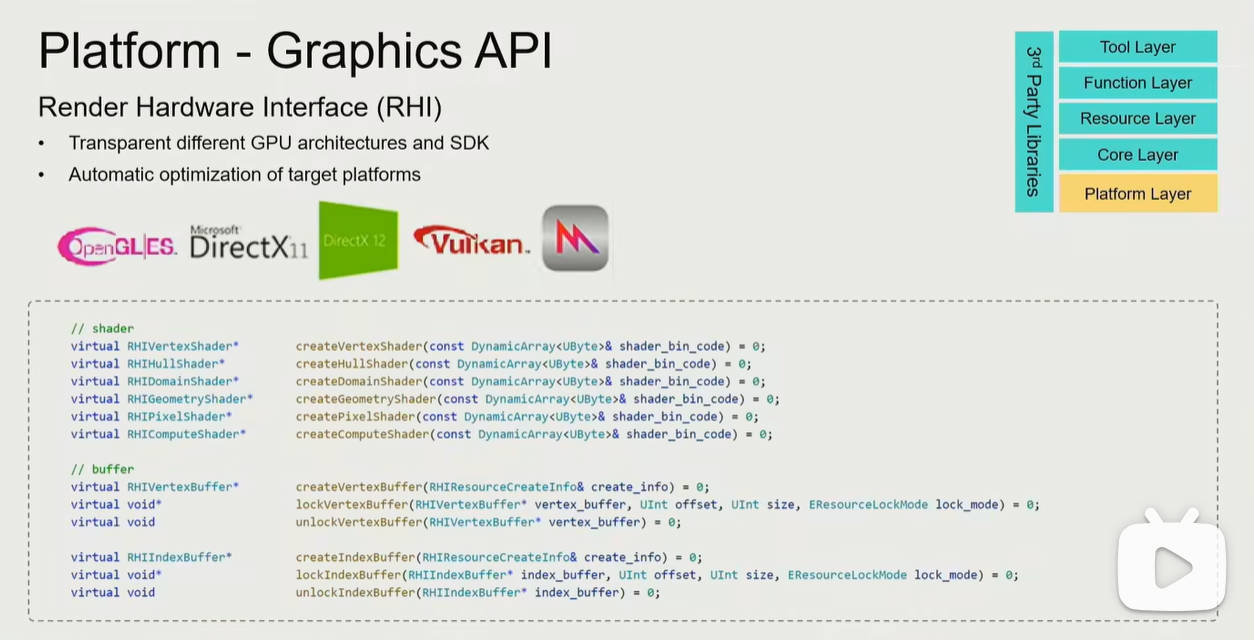 Platform - Graphics API
Render Hardware Interface (RHI)
• Transparent different GPU architectures and SDK
• Automatic optimization of target platforms
3rd Party Libraries
Tool Layer
Function Layer
Resource Layer
Core Layer
Platform Layer
OpenGL|ES.
Microsoft
DirectX11
DirectX 12
Vulkan.
// shader
virtual RHIVertexShader* createVertexShader(const DynamicArray<UByte>& shader_bin_code) = 0;
virtual RHIHullShader* createHullShader(const DynamicArray<UByte>& shader_bin_code) = 0;
virtual RHIDomainShader* createDomainShader(const DynamicArray<UByte>& shader_bin_code) = 0;
virtual RHIGeometryShader* createGeometryShader(const DynamicArray<UByte>& shader_bin_code) = 0;
virtual RHIPixelShader* createPixelShader(const DynamicArray<UByte>& shader_bin_code) = 0;
virtual RHIComputeShader* createComputeShader(const DynamicArray<UByte>& shader_bin_code) = 0;
// buffer
virtual RHIVertexBuffer* createVertexBuffer(RHIResourceCreateInfo& create_info) = 0;
virtual void* lockVertexBuffer(RHIVertexBuffer* vertex_buffer, UInt offset, UInt size, EResourceLockMode lock_mode) = 0;
virtual void unlockVertexBuffer(RHIVertexBuffer* vertex_buffer) = 0;
virtual RHIIndexBuffer* createIndexBuffer(RHIResourceCreateInfo& create_info) = 0;
virtual void* lockIndexBuffer(RHIIndexBuffer* index_buffer, UInt offset, UInt size, EResourceLockMode lock_mode) = 0;
virtual void unlockIndexBuffer(RHIIndexBuffer* index_buffer) = 0;